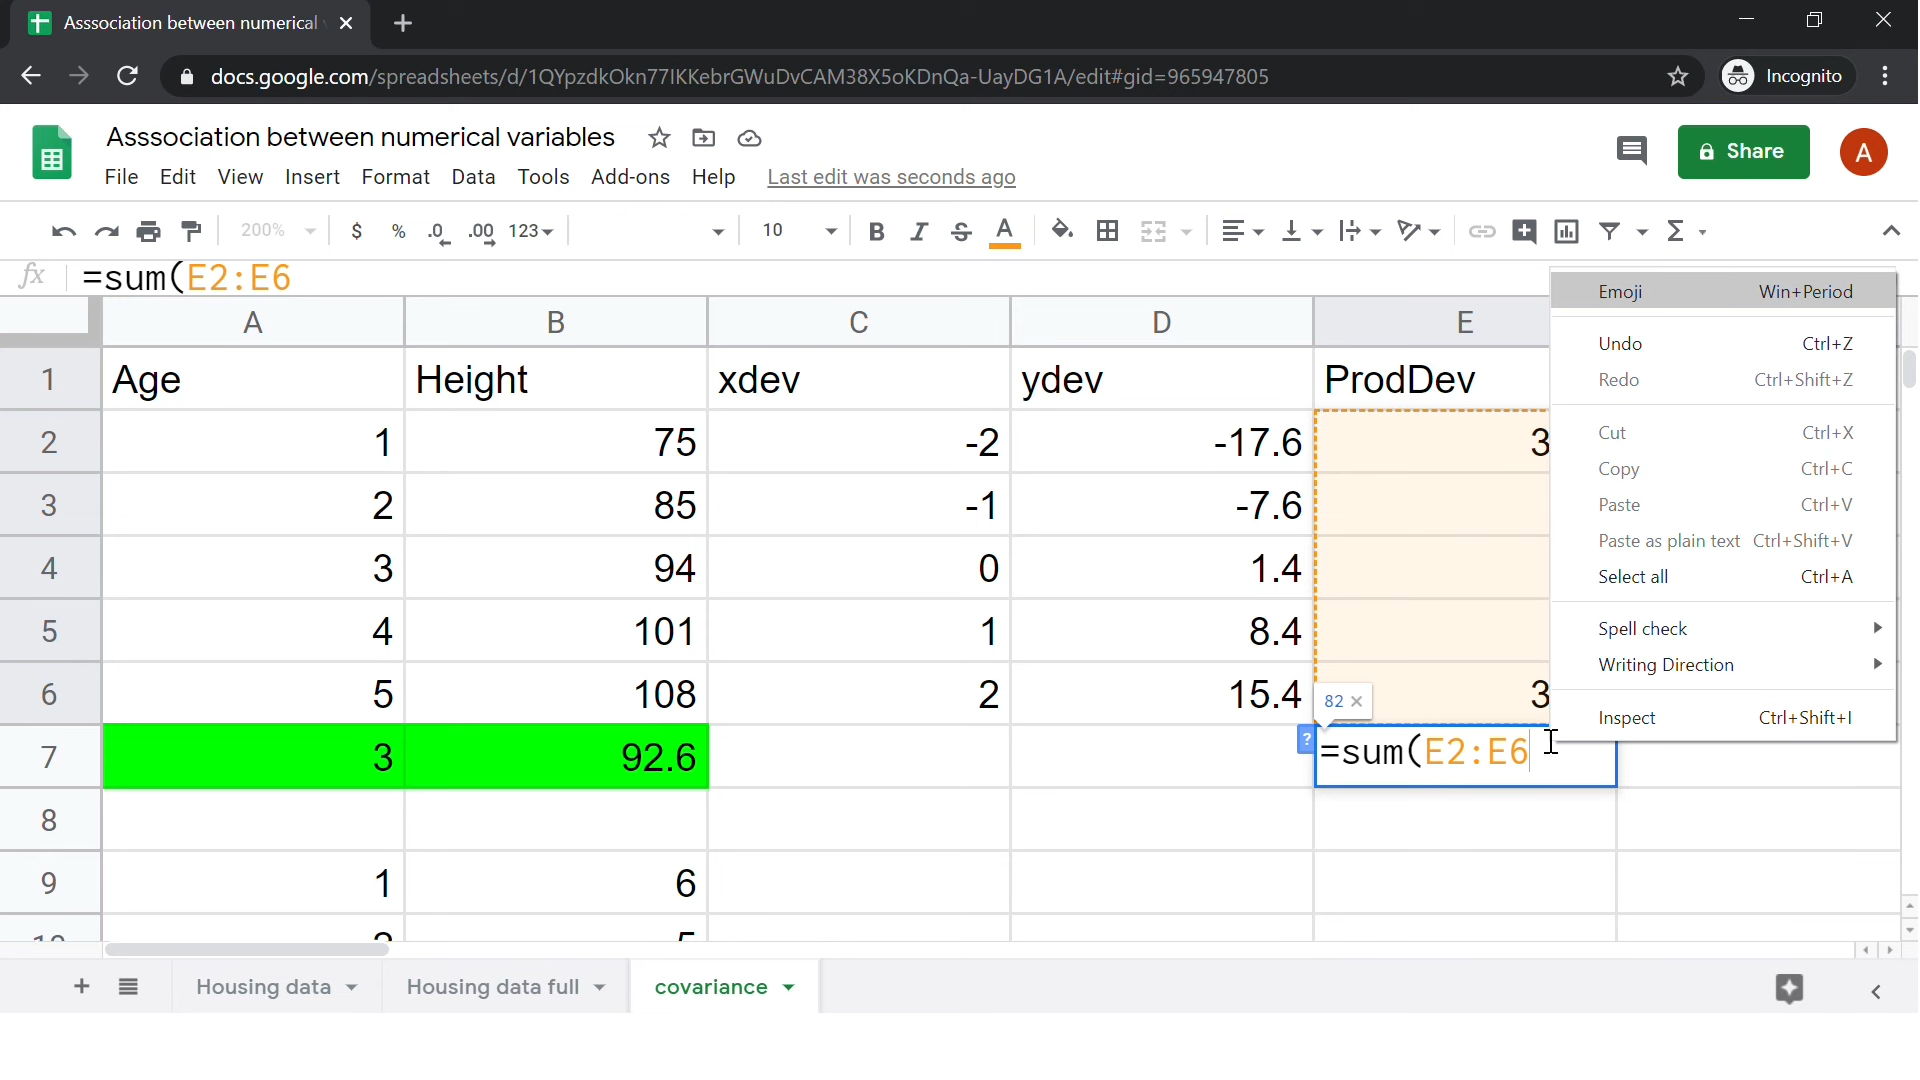 Asssociation between numerical
docs.google.com/spreadsheets/d/1QYpzdkOkn77IKKebrGWuDvCAM38X5oKDnQa-UayDG1A/edit#gid=965947805
Incognito
Asssociation between numerical variables
Share
A
File Edit View Insert Format Data Tools Add-ons Help Last edit was seconds ago
200% $ % .0 .00 123 10 B I S A Σ
fx =sum(E2:E6
A B C D E
1 Age Height xdev ydev ProdDev
2 1 75 -2 -17.6 3
3 2 85 -1 -7.6
4 3 94 0 1.4
5 4 101 1 8.4
6 5 108 2 15.4 3
82 ×
7 3 92.6 ? =sum(E2:E6
8
9 1 6
Emoji Win+Period
Undo Ctrl+Z
Redo Ctrl+Shift+Z
Cut Ctrl+X
Copy Ctrl+C
Paste Ctrl+V
Paste as plain text Ctrl+Shift+V
Select all Ctrl+A
Spell check
Writing Direction
Inspect Ctrl+Shift+I
Housing data Housing data full covariance